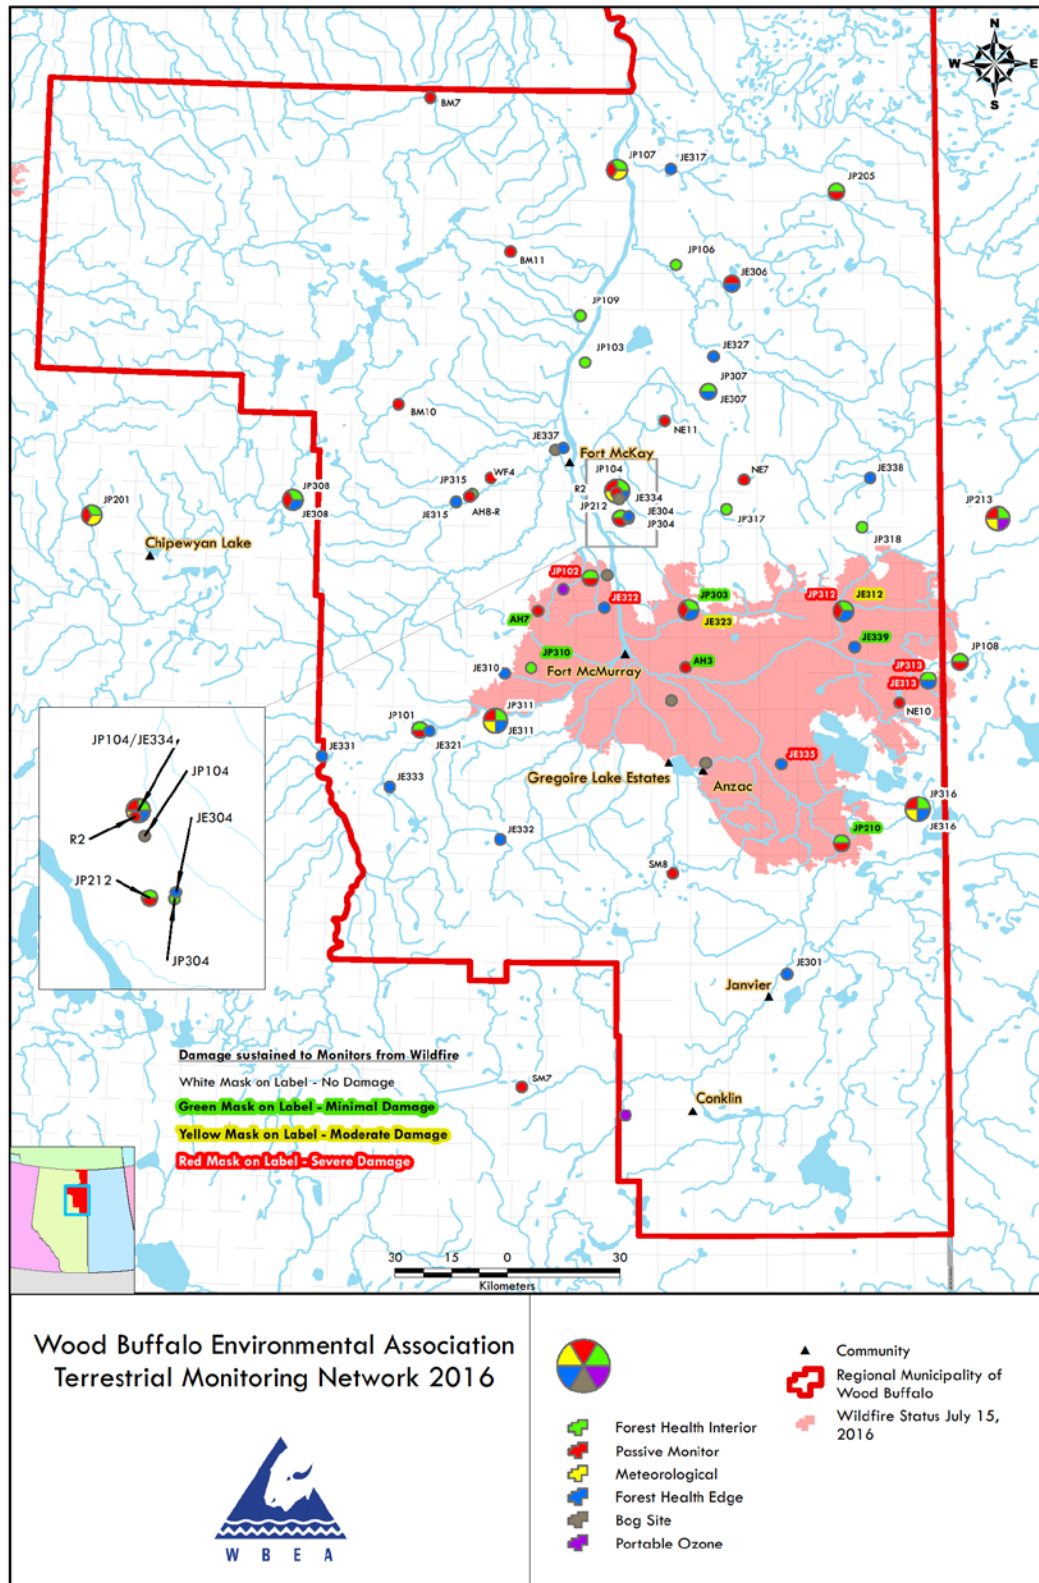 N
W E
S
BM7
JP107
JE317
JP205
BM11
JP106
JE306
JP109
JP103
JE327
JP307
JE307
BM10
NE11
JE337
Fort McKay
JP104
R2
JE334
JP212
JE304
JP304
WF4
JP315
JE315
AH8-R
NE7
JE338
JP317
JP318
JP213
JP308
JE308
JP201
Chipewyan Lake
JP102
JE322
JP303
JE323
JP312
JE312
AH7
JE339
JP108
JP310
AH3
JP313
JE313
JE310
Fort McMurray
NE10
JP311
JE311
JP101
JE321
JE331
JE333
JE335
Gregoire Lake Estates
Anzac
JP316
JE316
JE332
JP210
SM8
JE301
Janvier
SM7
Conklin
JP104/JE334
JP104
JE304
R2
JP212
JP304
Damage sustained to Monitors from Wildfire
White Mask on Label - No Damage
Green Mask on Label - Minimal Damage
Yellow Mask on Label - Moderate Damage
Red Mask on Label - Severe Damage
30 15 0 30
Kilometers
Wood Buffalo Environmental Association
Terrestrial Monitoring Network 2016
W B E A
Forest Health Interior
Passive Monitor
Meteorological
Forest Health Edge
Bog Site
Portable Ozone
Community
Regional Municipality of
Wood Buffalo
Wildfire Status July 15,
2016